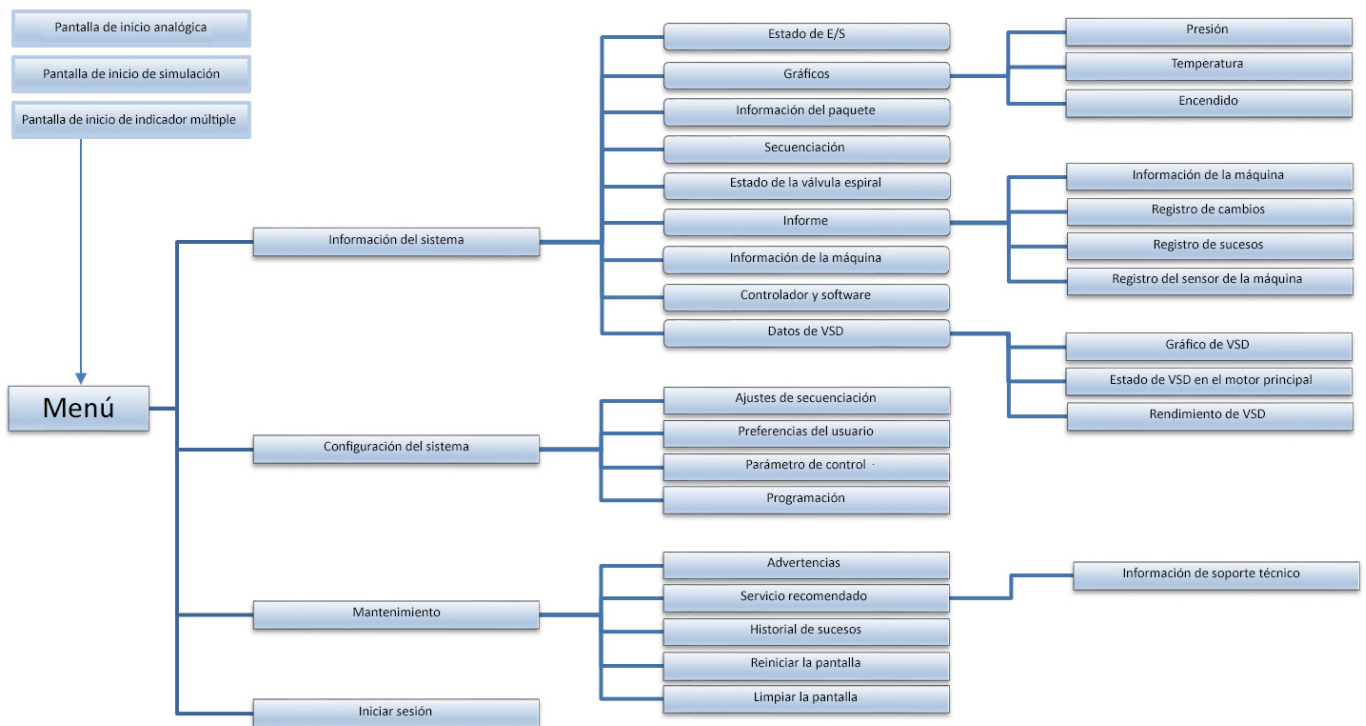 Pantalla de inicio analógica
Pantalla de inicio de simulación
Pantalla de inicio de indicador múltiple
Menú
Información del sistema
Estado de E/S
Gráficos
Presión
Temperatura
Encendido
Información del paquete
Secuenciación
Estado de la válvula espiral
Informe
Información de la máquina
Registro de cambios
Registro de sucesos
Registro del sensor de la máquina
Información de la máquina
Controlador y software
Datos de VSD
Gráfico de VSD
Estado de VSD en el motor principal
Rendimiento de VSD
Configuración del sistema
Ajustes de secuenciación
Preferencias del usuario
Parámetro de control
Programación
Mantenimiento
Advertencias
Servicio recomendado
Información de soporte técnico
Historial de sucesos
Reiniciar la pantalla
Limpiar la pantalla
Iniciar sesión